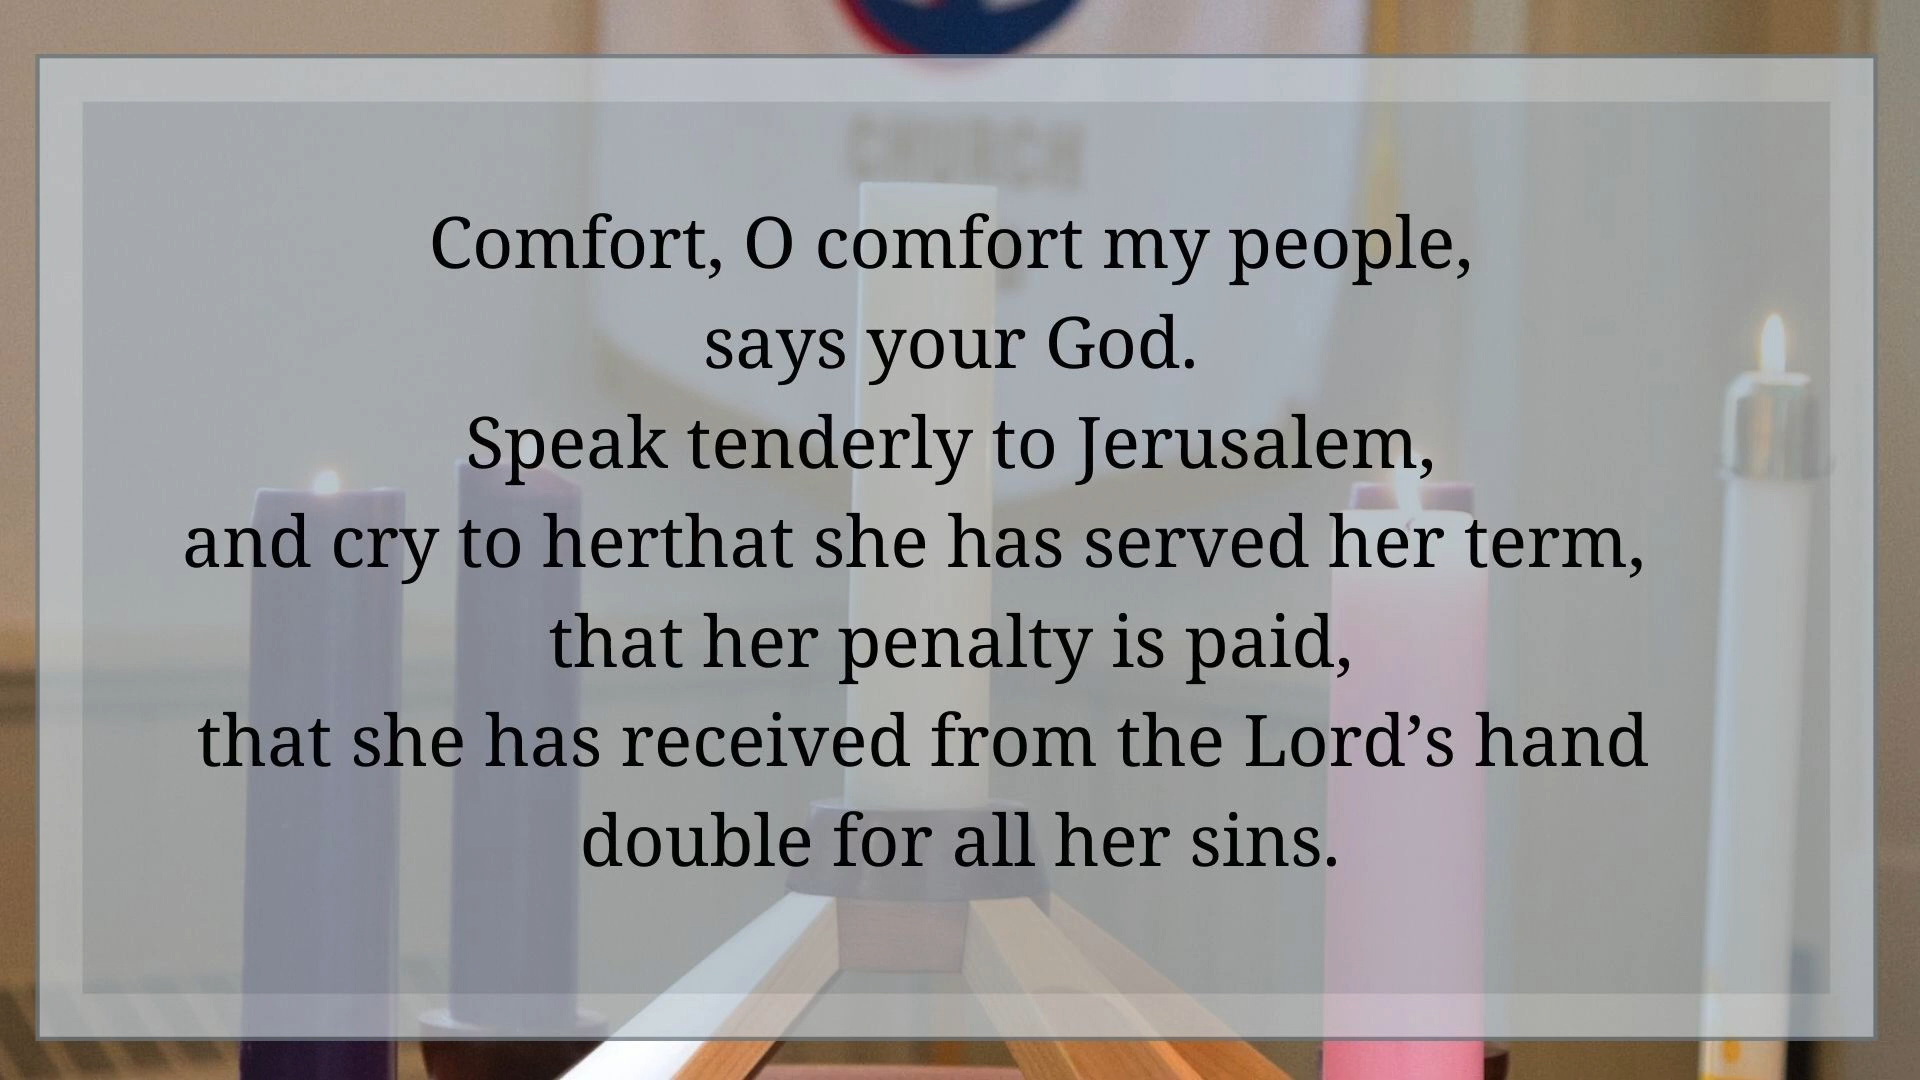 CHURCH
Comfort, O comfort my people,
says your God.
Speak tenderly to Jerusalem,
and cry to herthat she has served her term,
that her penalty is paid,
that she has received from the Lord’s hand
double for all her sins.